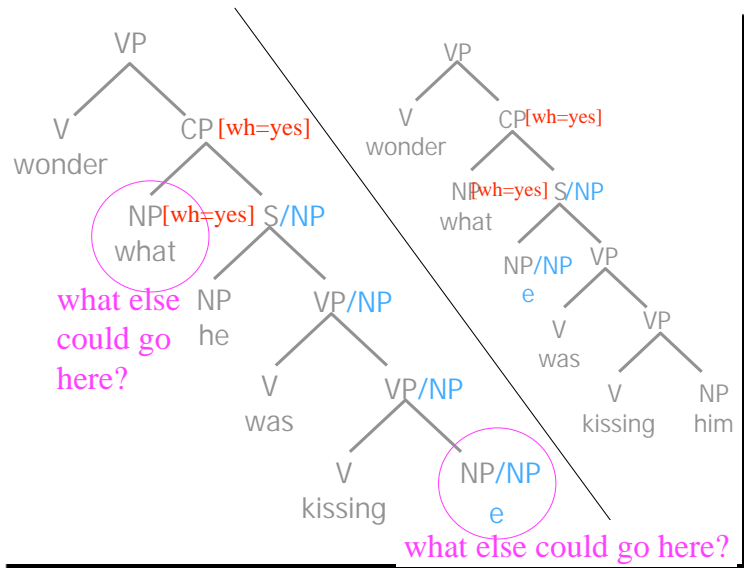 VP
V
CP [wh=yes]
wonder
NP[wh=yes] S/NP
what
what else
could go
here?
NP
VP/NP
he
V
VP/NP
was
V
NP/NP
kissing
e
what else could go here?
VP
V
CP[wh=yes]
wonder
NP[wh=yes] S/NP
what
NP/NP
VP
e
V
VP
was
V
NP
kissing
him